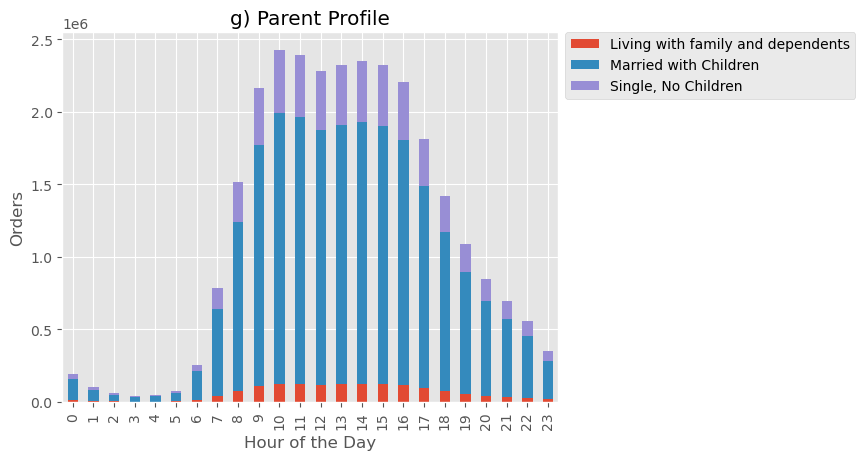 g) Parent Profile
1e6
2.5
2.0
1.5
1.0
0.5
0.0
Orders
0 1 2 3 4 5 6 7 8 9 10 11 12 13 14 15 16 17 18 19 20 21 22 23
Hour of the Day
Living with family and dependents
Married with Children
Single, No Children